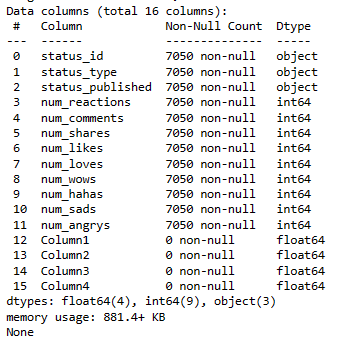 Data columns (total 16 columns):
 #   Column            Non-Null Count  Dtype
---  ------            --------------  -----
 0   status_id         7050 non-null   object
 1   status_type       7050 non-null   object
 2   status_published  7050 non-null   object
 3   num_reactions     7050 non-null   int64
 4   num_comments      7050 non-null   int64
 5   num_shares        7050 non-null   int64
 6   num_likes         7050 non-null   int64
 7   num_loves         7050 non-null   int64
 8   num_wows          7050 non-null   int64
 9   num_hahas         7050 non-null   int64
 10  num_sads          7050 non-null   int64
 11  num_angrys        7050 non-null   int64
 12  Column1           0 non-null      float64
 13  Column2           0 non-null      float64
 14  Column3           0 non-null      float64
 15  Column4           0 non-null      float64
dtypes: float64(4), int64(9), object(3)
memory usage: 881.4+ KB
None